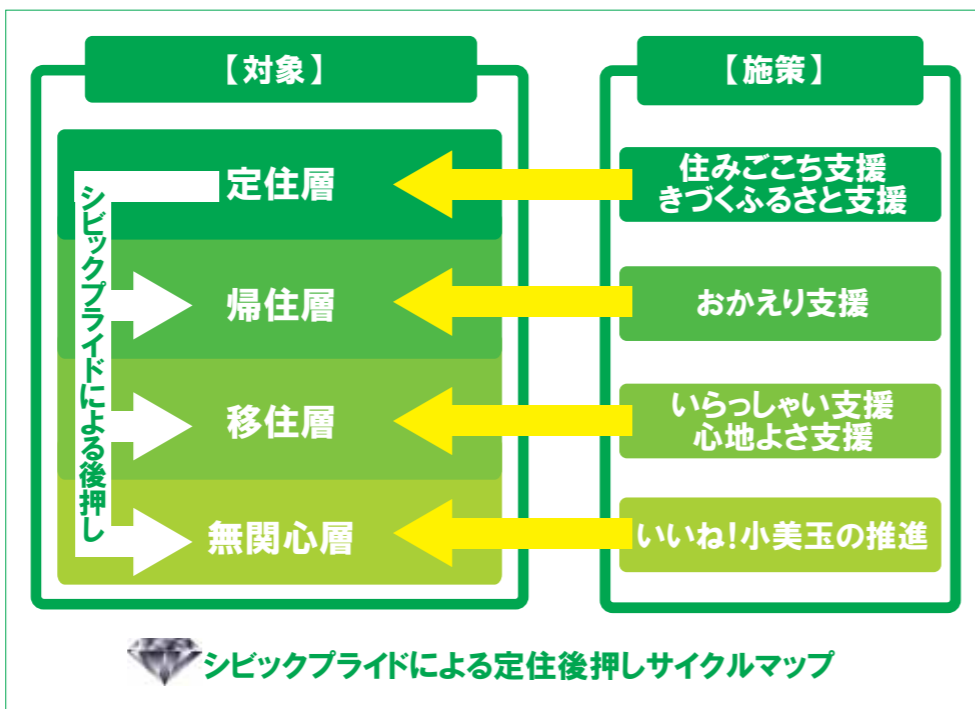 【対象】
【施策】
定住層
住みごこち支援
きづくふるさと支援
シビックプライドによる後押し
帰住層
おかえり支援
移住層
いらっしゃい支援
心地よさ支援
無関心層
いいね！小美玉の推進
シビックプライドによる定住後押しサイクルマップ